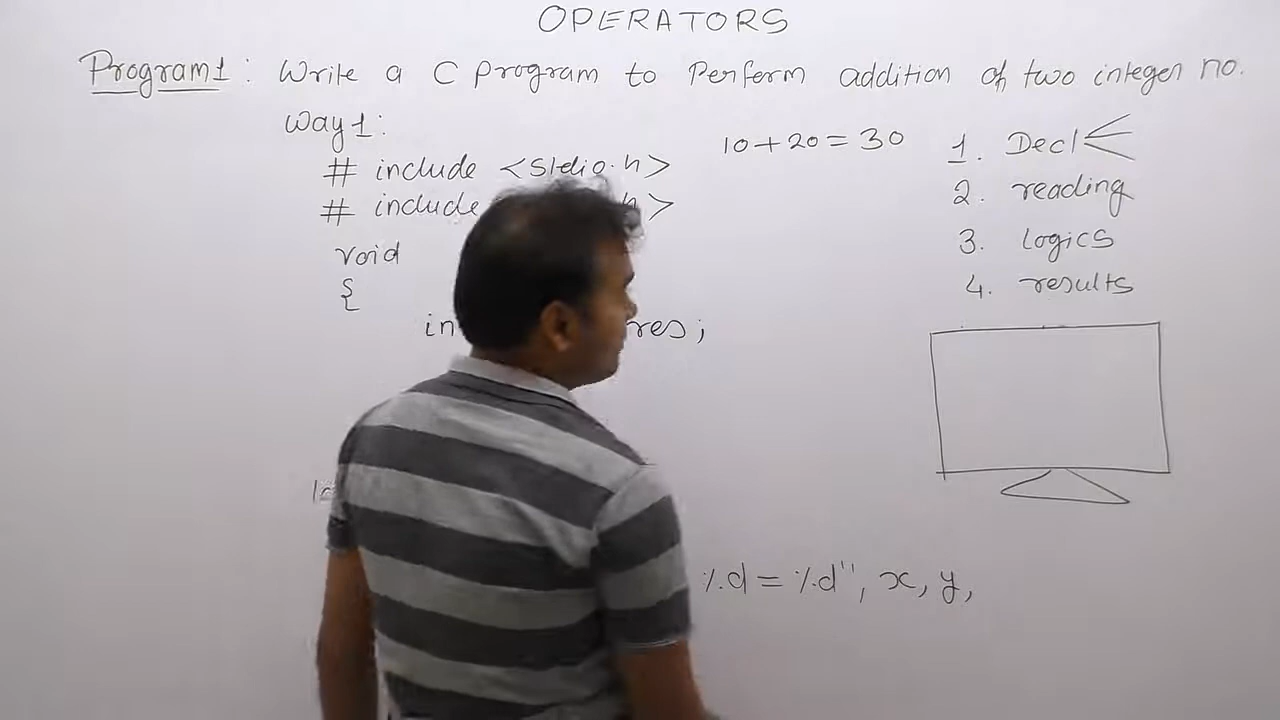 OPERATORS
Program1: Write a C Program to Perform addition of two integer no.
Way1:
10+20=30
# include <Stdio.h>
# include h>
void
{
res;
1. Decl
2. reading
3. logics
4. results
%d = %d", x, y,